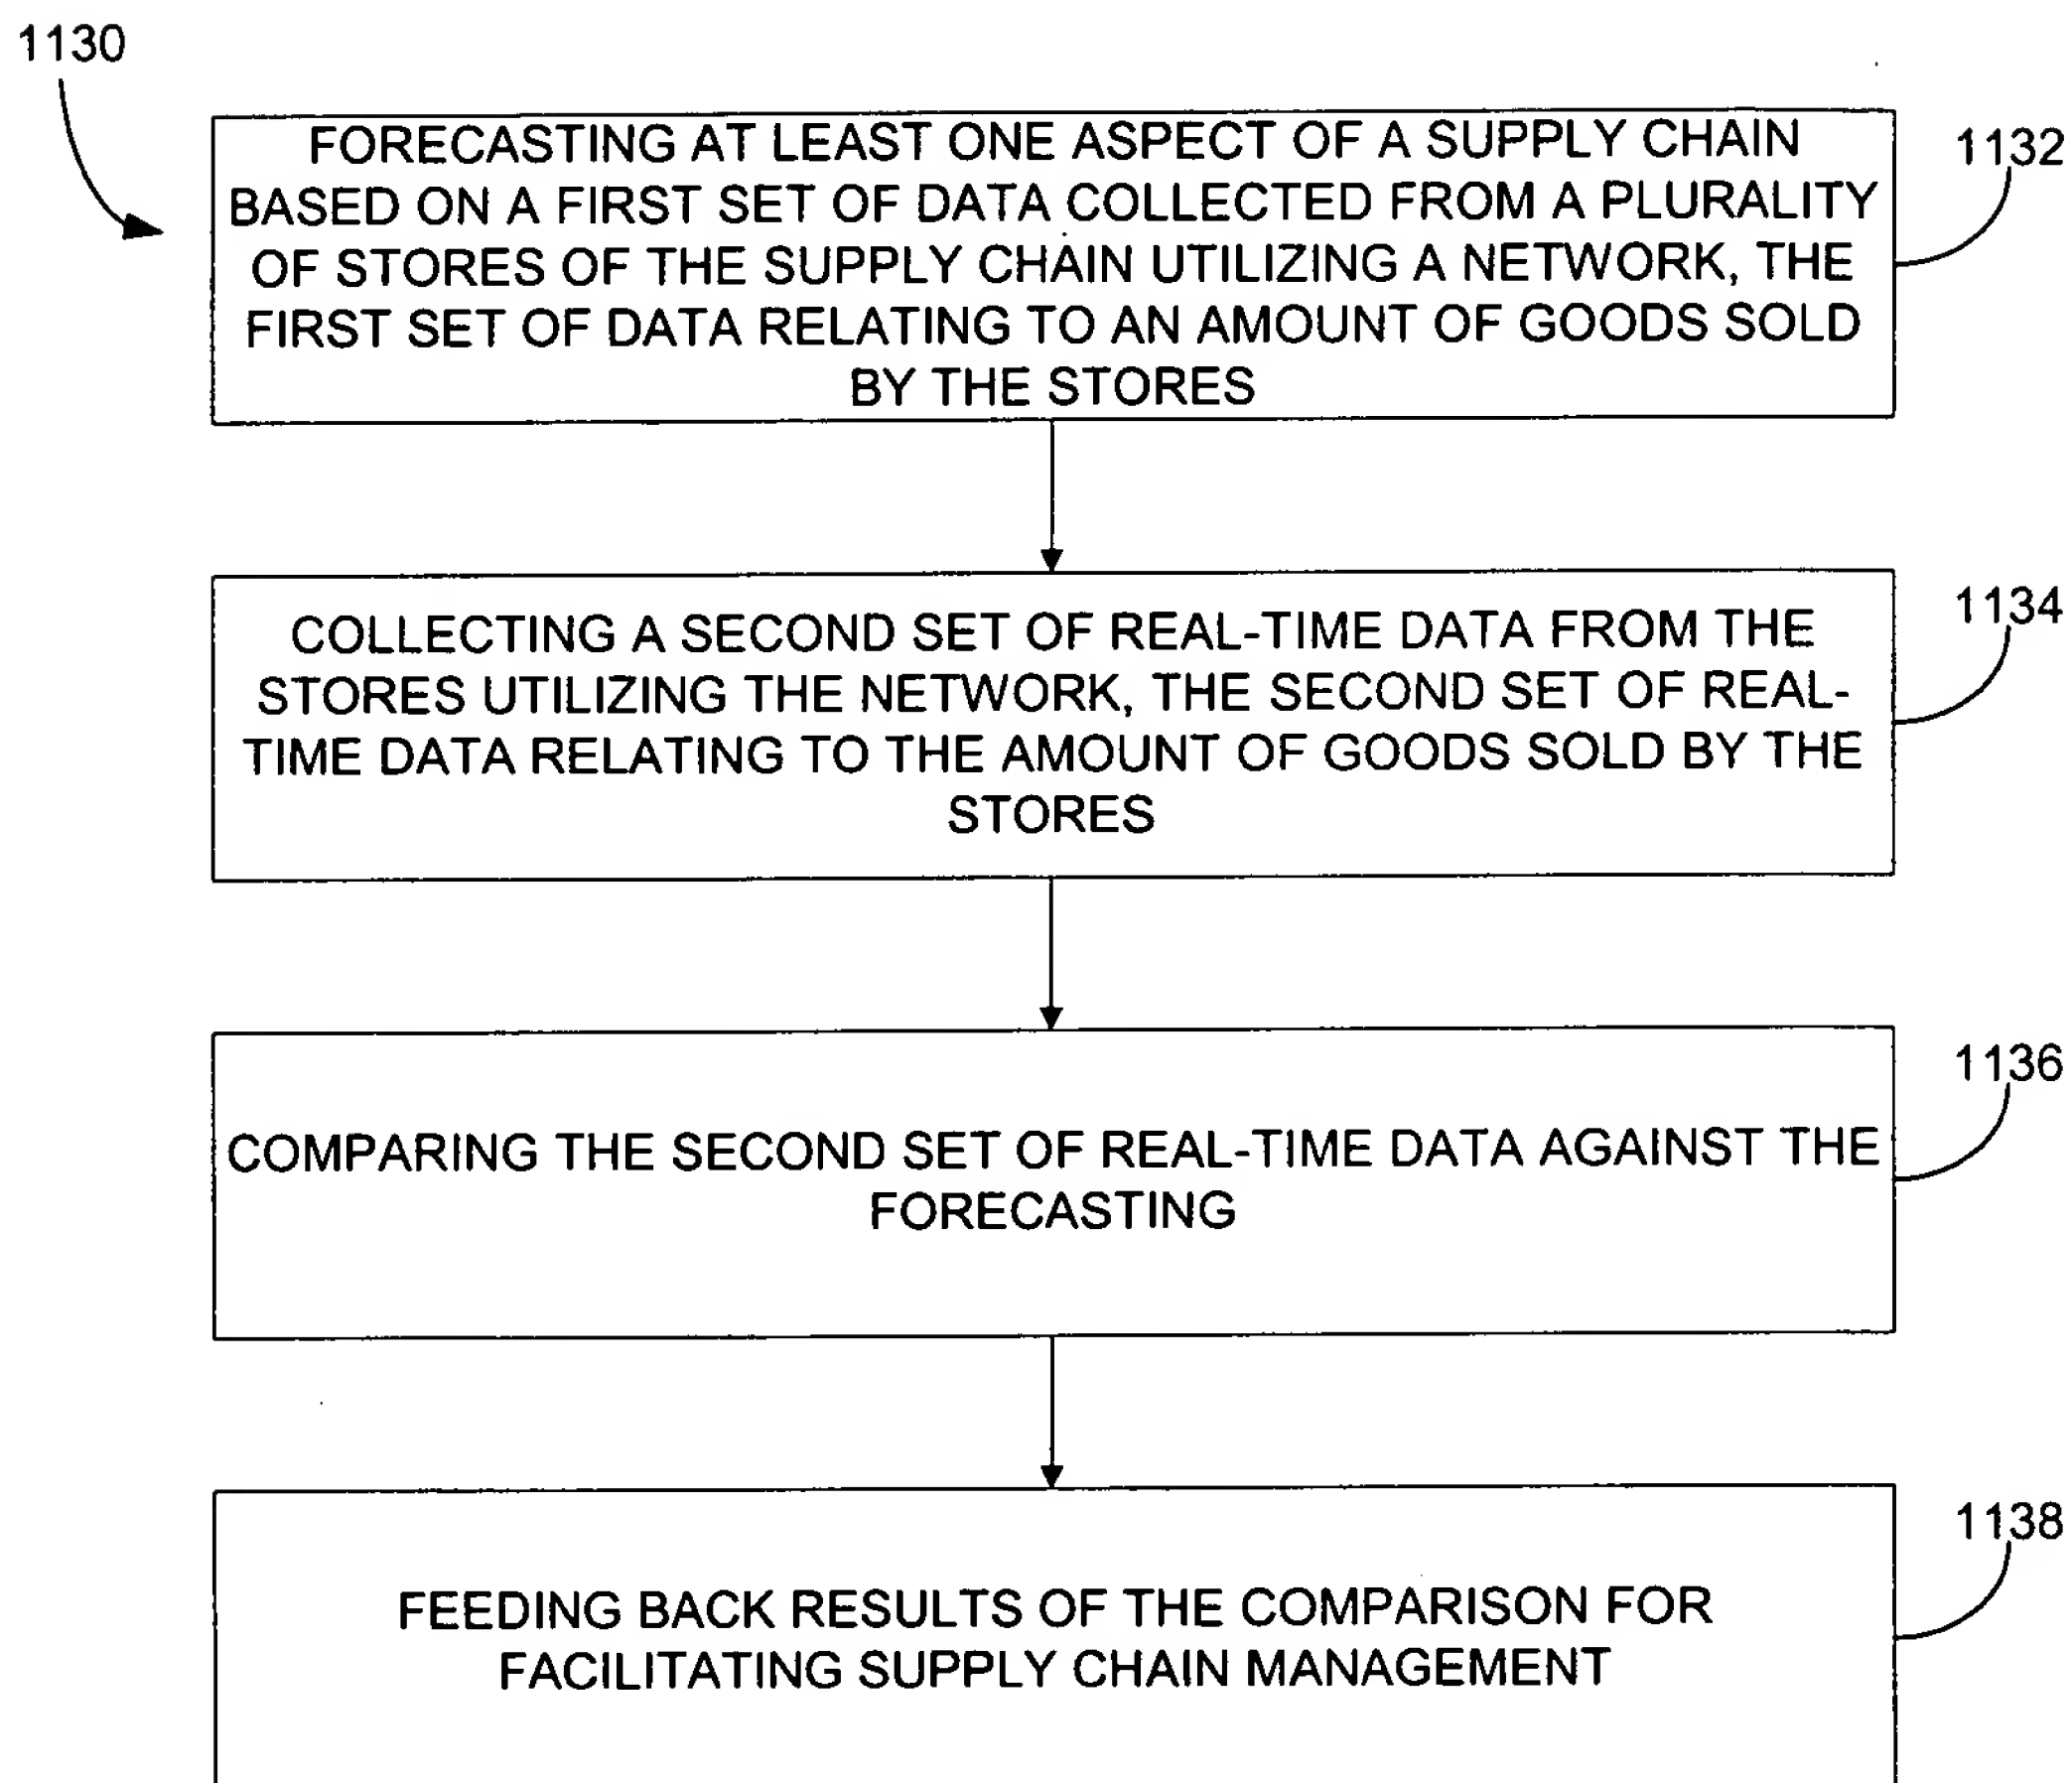 1130
FORECASTING AT LEAST ONE ASPECT OF A SUPPLY CHAIN
BASED ON A FIRST SET OF DATA COLLECTED FROM A PLURALITY
OF STORES OF THE SUPPLY CHAIN UTILIZING A NETWORK, THE
FIRST SET OF DATA RELATING TO AN AMOUNT OF GOODS SOLD
BY THE STORES
1132
COLLECTING A SECOND SET OF REAL-TIME DATA FROM THE
STORES UTILIZING THE NETWORK, THE SECOND SET OF REAL-
TIME DATA RELATING TO THE AMOUNT OF GOODS SOLD BY THE
STORES
1134
COMPARING THE SECOND SET OF REAL-TIME DATA AGAINST THE
FORECASTING
1136
FEEDING BACK RESULTS OF THE COMPARISON FOR
FACILITATING SUPPLY CHAIN MANAGEMENT
1138